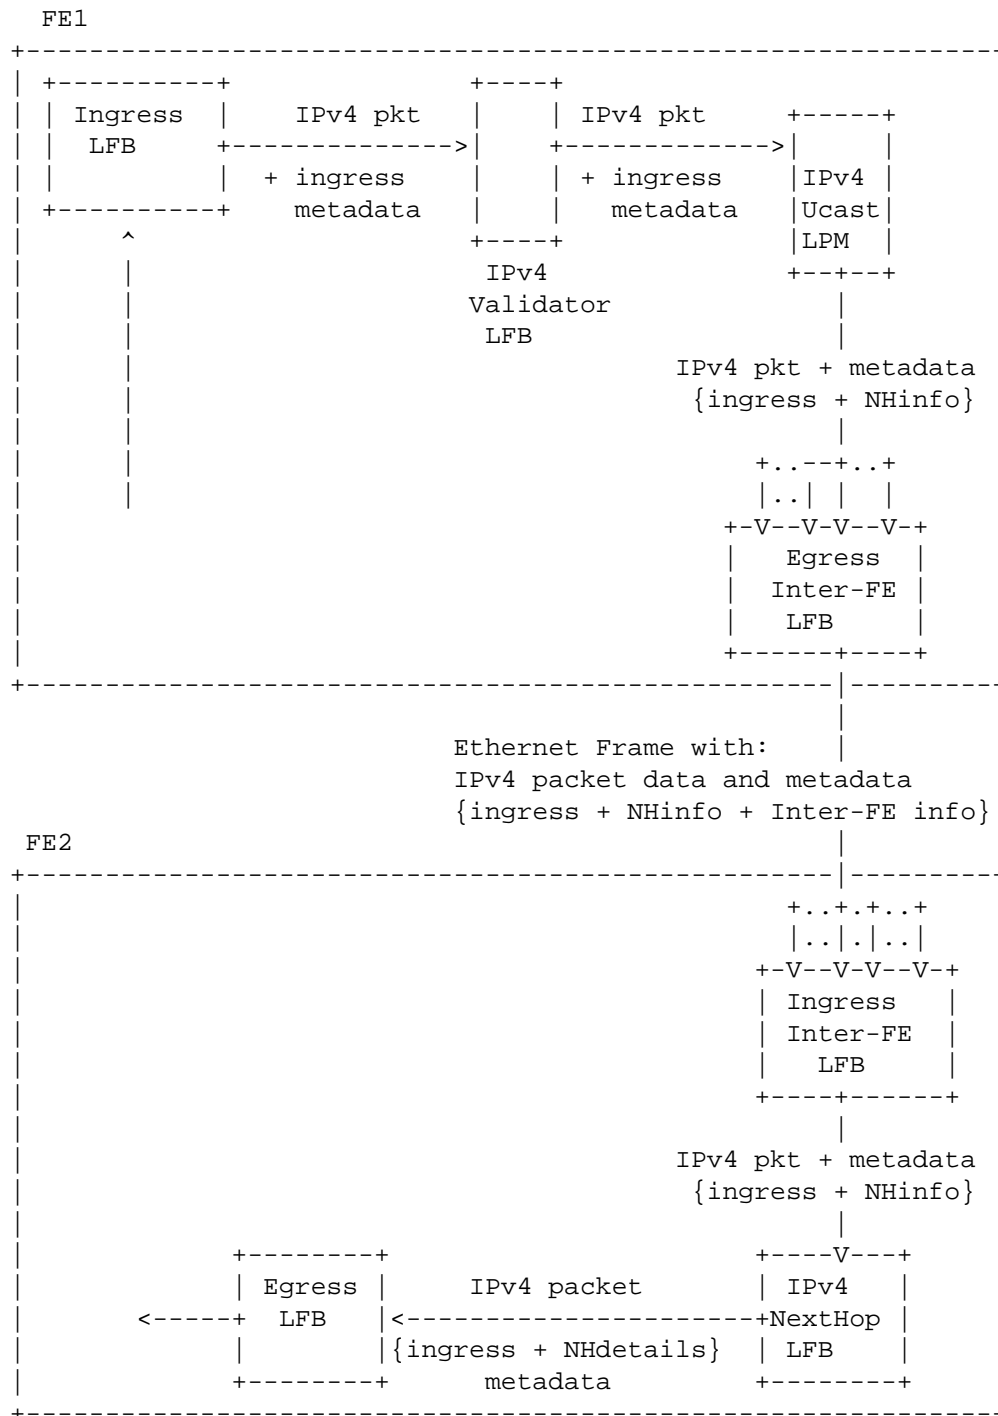 FE1
Ingress IPv4 pkt IPv4 pkt
LFB
+ ingress + ingress IPv4
metadata metadata Ucast
LPM
IPv4
Validator
LFB
IPv4 pkt + metadata
{ingress + NHinfo}
Egress
Inter-FE
LFB
Ethernet Frame with:
IPv4 packet data and metadata
{ingress + NHinfo + Inter-FE info}
FE2
Ingress
Inter-FE
LFB
IPv4 pkt + metadata
{ingress + NHinfo}
Egress IPv4 packet IPv4
LFB NextHop
{ingress + NHdetails} LFB
metadata